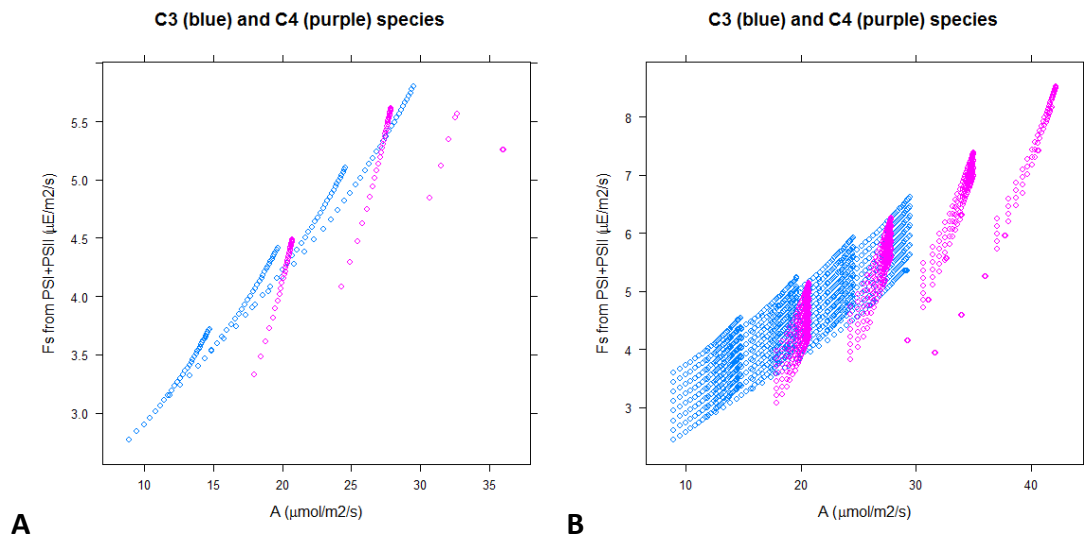 C3 (blue) and C4 (purple) species
Fs from PSI+PSII (µE/m2/s)
5.5
5.0
4.5
4.0
3.5
3.0
10 15 20 25 30 35
A (µmol/m2/s)
A
C3 (blue) and C4 (purple) species
Fs from PSI+PSII (µE/m2/s)
8
7
6
5
4
3
10 20 30 40
A (µmol/m2/s)
B